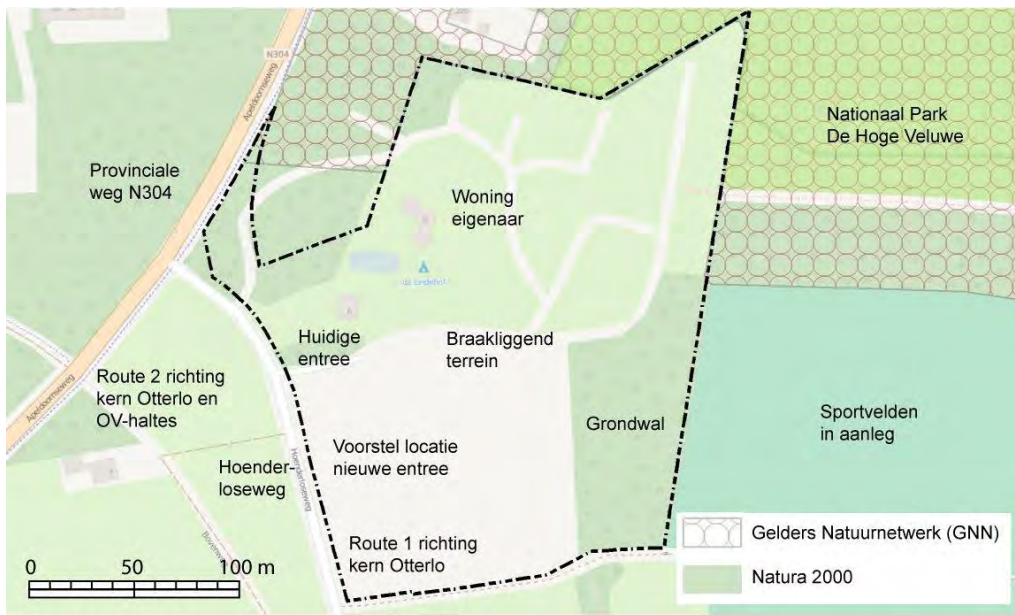 N304
Apeldoornseweg
Nationaal Park
De Hoge Veluwe
Provinciale
weg N304
Woning
eigenaar
Huidige
entree
Braakliggend
terrein
Route 2 richting
kern Otterlo en
OV-haltes
Apeldoornseweg
Grondwal
Sportvelden
in aanleg
Voorstel locatie
nieuwe entree
Hoender-
loseweg
Hoenderloseweg
Route 1 richting
kern Otterlo
0 50 100 m
Gelders Natuurnetwerk (GNN)
Natura 2000